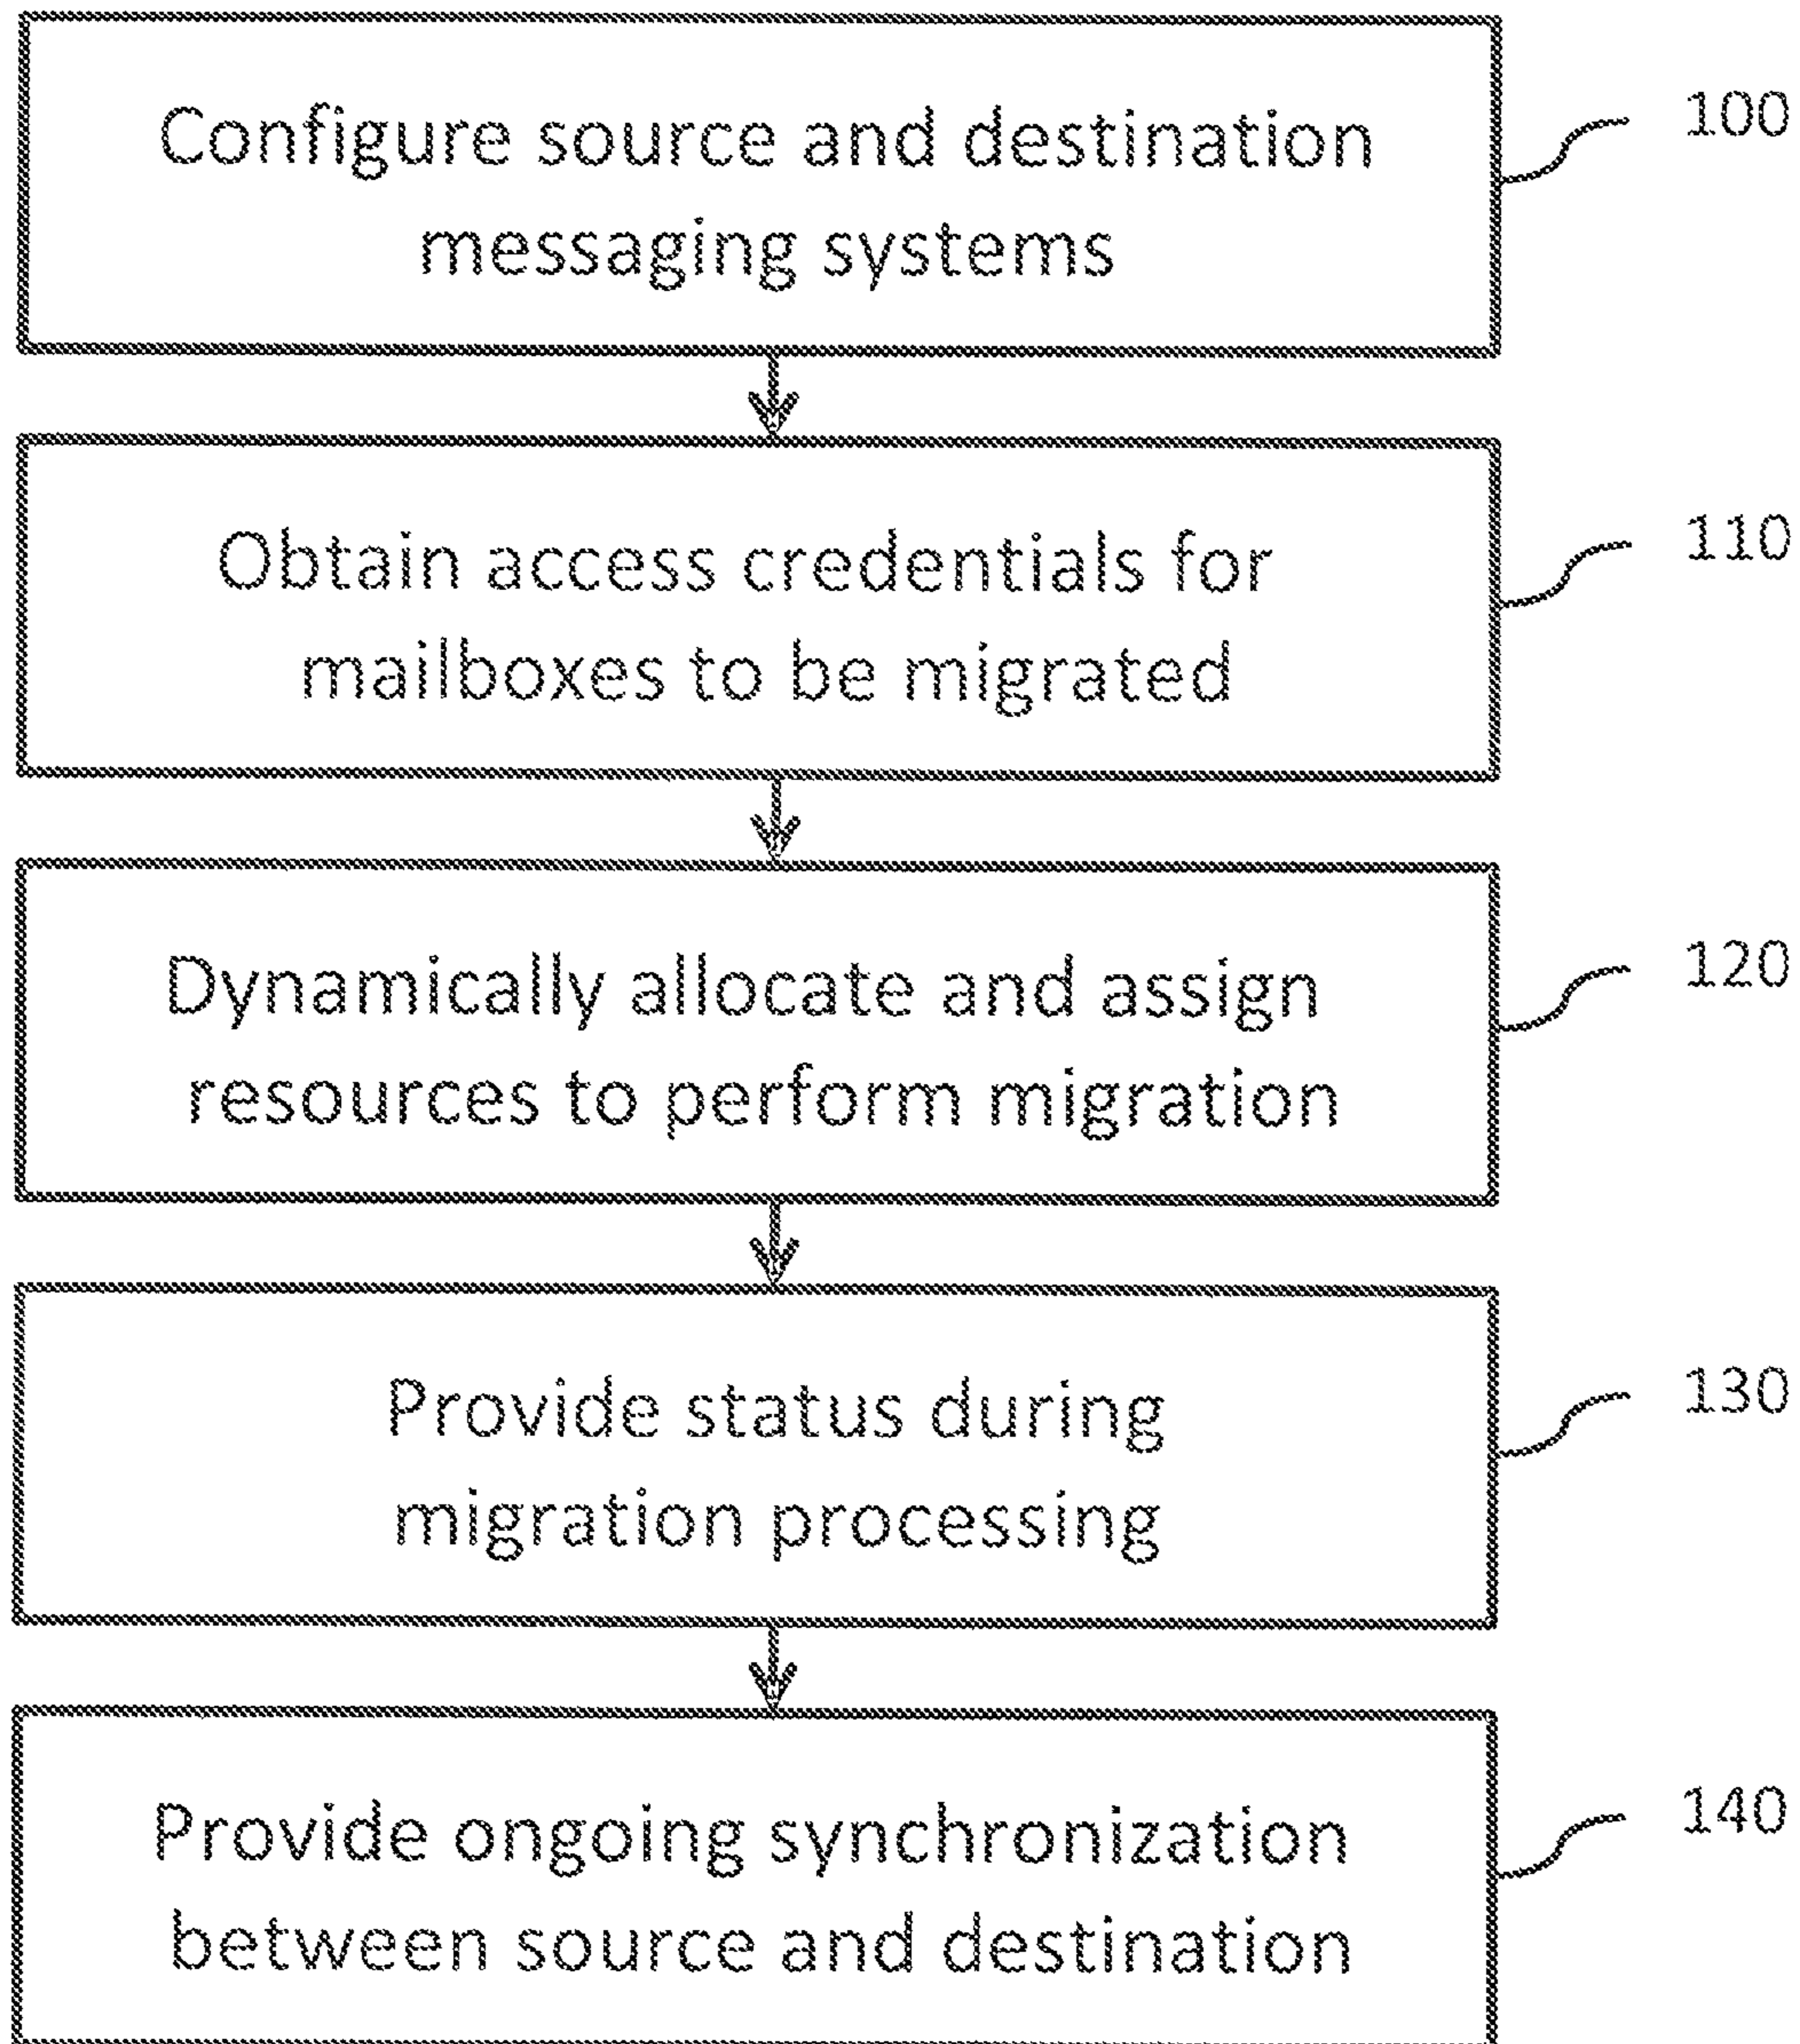 Configure source and destination
messaging systems
100
Obtain access credentials for
mailboxes to be migrated
110
Dynamically allocate and assign
resources to perform migration
120
Provide status during
migration processing
130
Provide ongoing synchronization
between source and destination
140